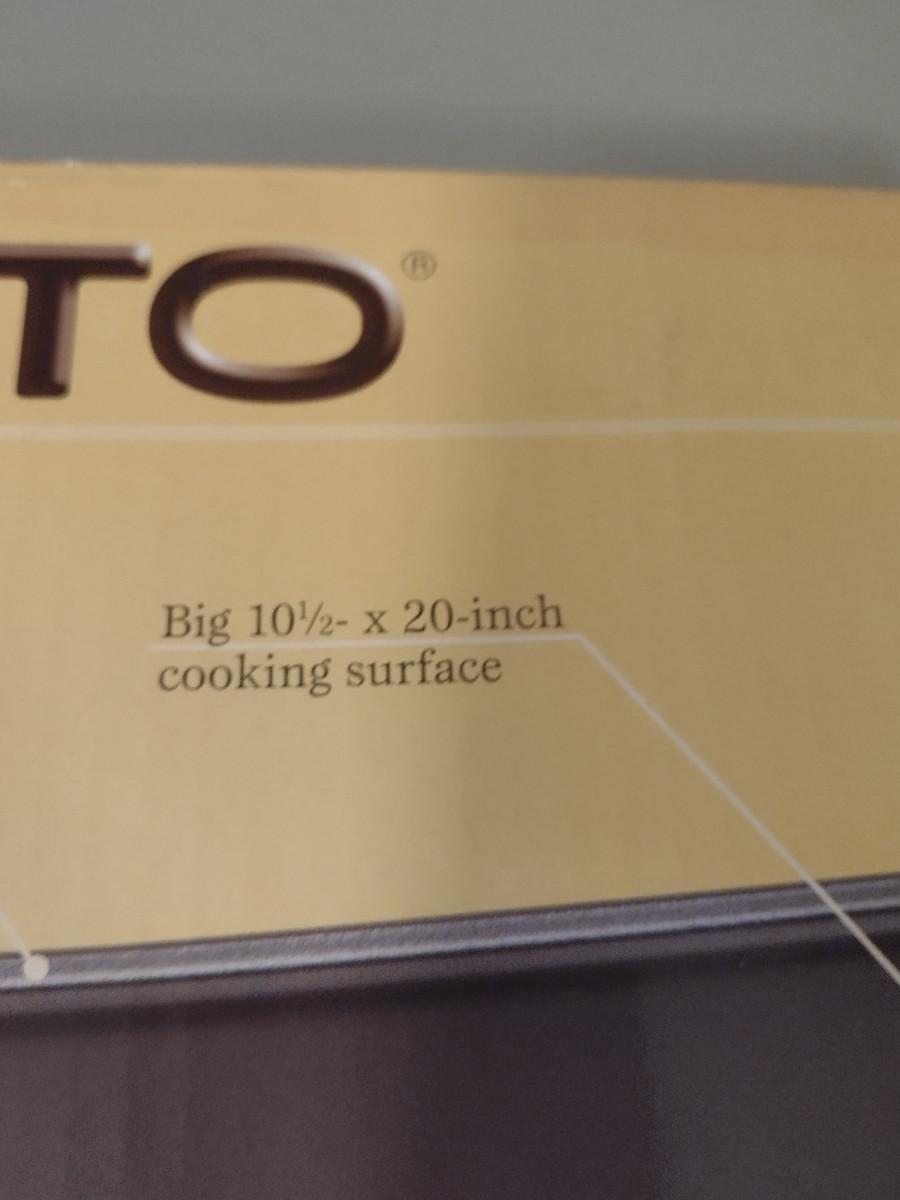 TO®
Big 10½- x 20-inch
cooking surface